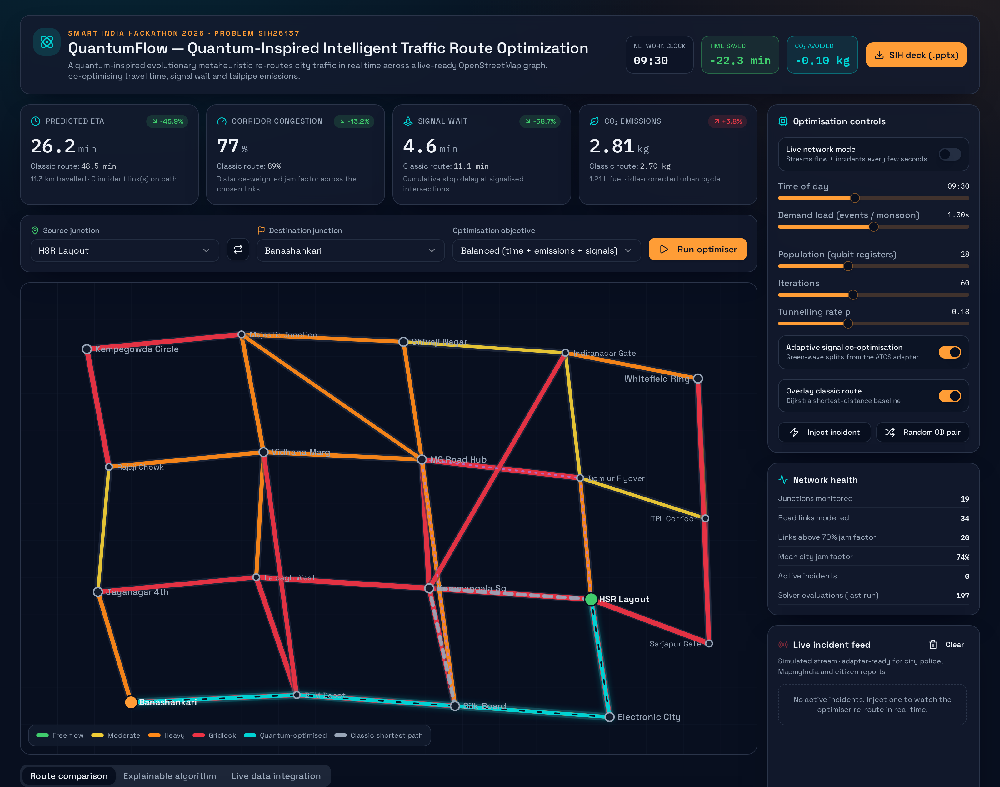 SMART INDIA HACKATHON 2026 · PROBLEM SIH26137
QuantumFlow — Quantum-Inspired Intelligent Traffic Route Optimization
A quantum-inspired evolutionary metaheuristic re-routes city traffic in real time across a live-ready OpenStreetMap graph,
co-optimising travel time, signal wait and tailpipe emissions.
NETWORK CLOCK
09:30
TIME SAVED
-22.3 min
CO₂ AVOIDED
-0.10 kg
SIH deck (.pptx)
PREDICTED ETA
-45.9%
26.2 min
Classic route: 48.5 min
11.3 km travelled · 0 incident link(s) on path
CORRIDOR CONGESTION
-13.2%
77 %
Classic route: 89%
Distance-weighted jam factor across the
chosen links
SIGNAL WAIT
-58.7%
4.6 min
Classic route: 11.1 min
Cumulative stop delay at signalised
intersections
CO₂ EMISSIONS
+3.8%
2.81 kg
Classic route: 2.70 kg
1.21 L fuel · idle-corrected urban cycle
Source junction
HSR Layout
Destination junction
Banashankari
Optimisation objective
Balanced (time + emissions + signals)
Run optimiser
Majestic Junction
Kempegowda Circle
Shivaji Nagar
Indiranagar Gate
Whitefield Ring
Vidhana Marg
MG Road Hub
Rajaji Chowk
Domlur Flyover
ITPL Corridor
Lalbagh West
Koramangala Sq
Jayanagar 4th
HSR Layout
Sarjapur Gate
BTM Depot
Banashankari
Silk Board
Electronic City
Free flow
Moderate
Heavy
Gridlock
Quantum-optimised
Classic shortest path
Route comparison
Explainable algorithm
Live data integration
Optimisation controls
Live network mode
Streams flow + incidents every few seconds
Time of day 09:30
Demand load (events / monsoon) 1.00×
Population (qubit registers) 28
Iterations 60
Tunnelling rate p 0.18
Adaptive signal co-optimisation
Green-wave splits from the ATCS adapter
Overlay classic route
Dijkstra shortest-distance baseline
Inject incident
Random OD pair
Network health
Junctions monitored 19
Road links modelled 34
Links above 70% jam factor 20
Mean city jam factor 74%
Active incidents 0
Solver evaluations (last run) 197
Live incident feed
Clear
Simulated stream · adapter-ready for city police,
MapmyIndia and citizen reports
No active incidents. Inject one to watch the
optimiser re-route in real time.